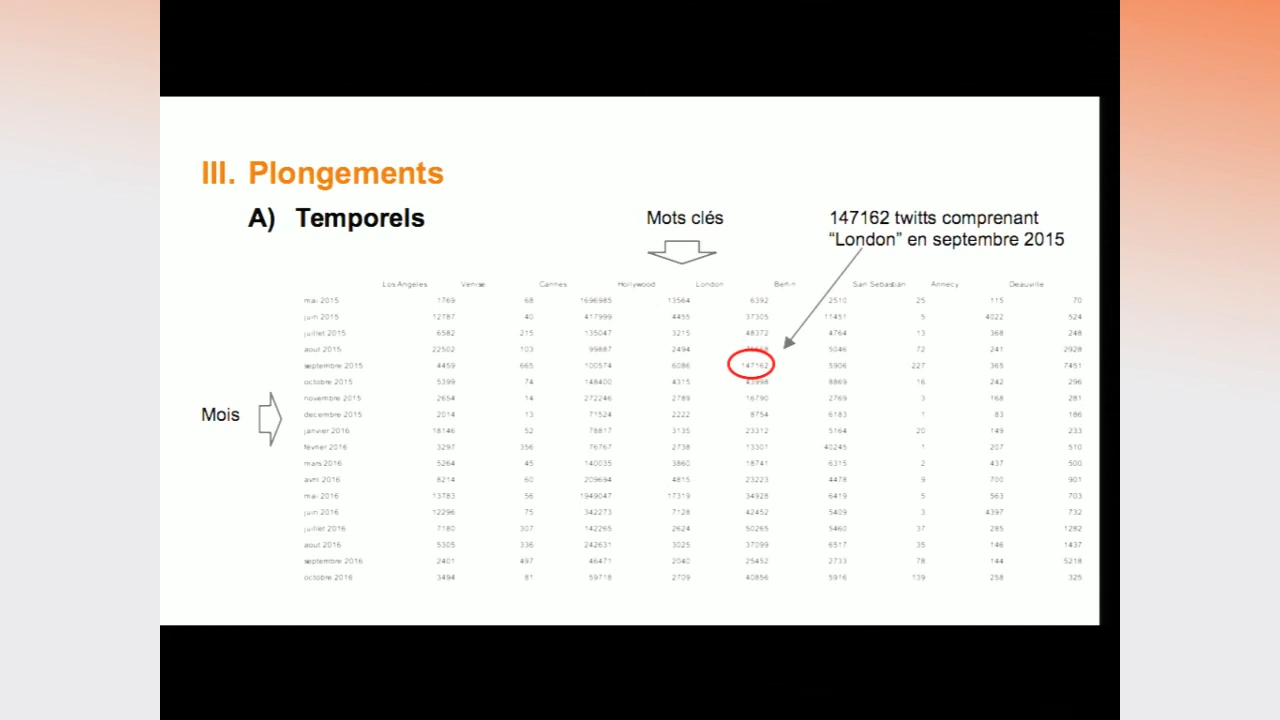 III. Plongements
A) Temporels
Mots clés
147162 twitts comprenant
“London” en septembre 2015
Mois
Los Angeles Venise Cannes Hollywood London Berlin San Sebastian Annecy Deauville
mai 2015 1769 68 1696985 13564 6392 2510 25 115 70
juin 2015 12787 40 417999 4455 37305 11451 5 4022 524
juillet 2015 6582 215 135047 3215 48372 4764 13 368 248
aout 2015 22502 103 99887 2494 5046 72 241 2928
septembre 2015 4459 665 100574 6086 147162 5906 227 365 7451
octobre 2015 5399 74 148400 4315 43998 8869 16 242 296
novembre 2015 2654 14 272246 2789 16790 2769 3 168 281
decembre 2015 2014 13 71524 2222 8754 6183 1 83 186
janvier 2016 18146 52 78817 3135 23312 5164 20 149 233
février 2016 3297 356 76767 2738 13301 40245 1 207 510
mars 2016 5264 45 140035 3860 18741 6315 2 437 500
avril 2016 8214 60 209694 4815 23223 4478 9 700 901
mai 2016 13783 56 1949047 17319 34928 6419 5 563 703
juin 2016 12296 75 342273 7128 42452 5409 3 4397 732
juillet 2016 7180 307 142265 2624 50265 5460 37 285 1282
aout 2016 5305 336 242631 3025 37099 6517 35 146 1437
septembre 2016 2401 497 46471 2040 25452 2733 78 144 5218
octobre 2016 3494 81 59718 2709 40856 5916 139 258 325